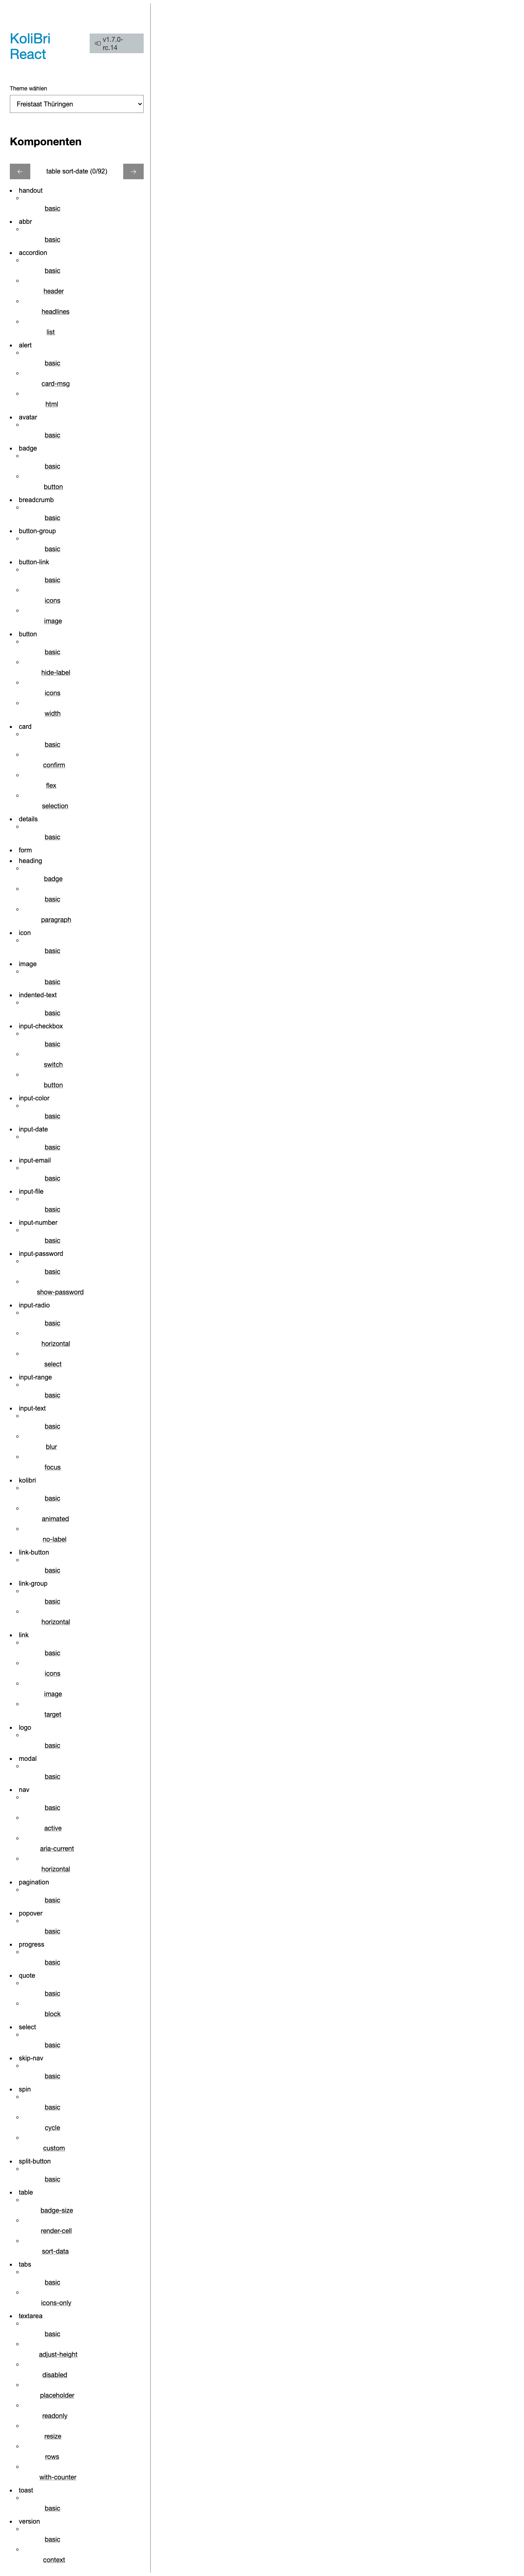 KoliBri
React
v1.7.0-
rc.14
Theme wählen
Freistaat Thüringen
Komponenten
table sort-date (0/92)
handout
basic
abbr
basic
accordion
basic
header
headlines
list
alert
basic
card-msg
html
avatar
basic
badge
basic
button
breadcrumb
basic
button-group
basic
button-link
basic
icons
image
button
basic
hide-label
icons
width
card
basic
confirm
flex
selection
details
basic
form
heading
badge
basic
paragraph
icon
basic
image
basic
indented-text
basic
input-checkbox
basic
switch
button
input-color
basic
input-date
basic
input-email
basic
input-file
basic
input-number
basic
input-password
basic
show-password
input-radio
basic
horizontal
select
input-range
basic
input-text
basic
blur
focus
kolibri
basic
animated
no-label
link-button
basic
link-group
basic
horizontal
link
basic
icons
image
target
logo
basic
modal
basic
nav
basic
active
aria-current
horizontal
pagination
basic
popover
basic
progress
basic
quote
basic
block
select
basic
skip-nav
basic
spin
basic
cycle
custom
split-button
basic
table
badge-size
render-cell
sort-data
tabs
basic
icons-only
textarea
basic
adjust-height
disabled
placeholder
readonly
resize
rows
with-counter
toast
basic
version
basic
context